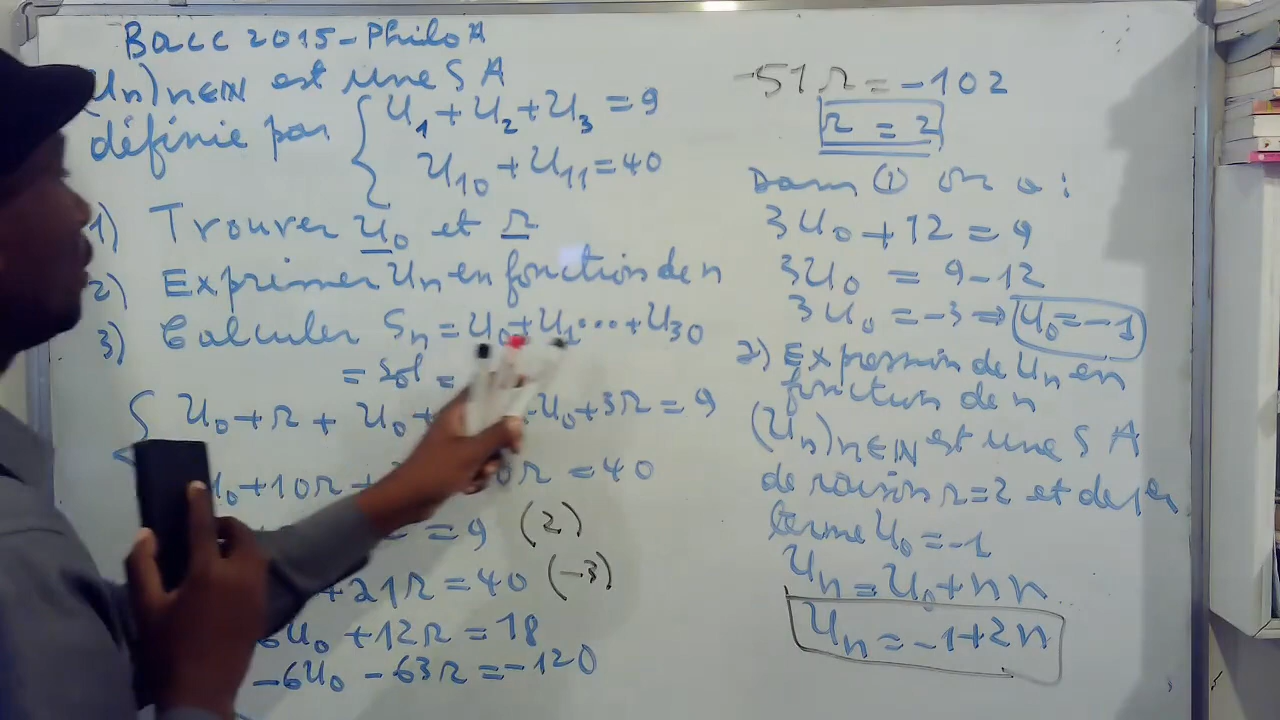 Bacc 2015 - Philo A
(Un)n∈IN est une S A
définie par { U1 + U2 + U3 = 9
U10 + U11 = 40
1) Trouver U0 et r
2) Exprimer Un en fonction de n
3) Calculer Sn = U0 + U1 ... + U30
= Sol =
{ U0 + r + U0 + U0 + 3r = 9
U0 + 10r + r = 40
= 9 (2)
+ 21r = 40 (-3)
6U0 + 12r = 18
-6U0 - 63r = -120
-51r = -102
r = 2
Dans ① on a :
3U0 + 12 = 9
3U0 = 9 - 12
3U0 = -3 ⇒ U0 = -1
2) Expression de Un en
fonction de n
(Un)n∈IN est une S A
de raison r = 2 et de 1er
terme U0 = -1
Un = U0 + nr
Un = -1 + 2n